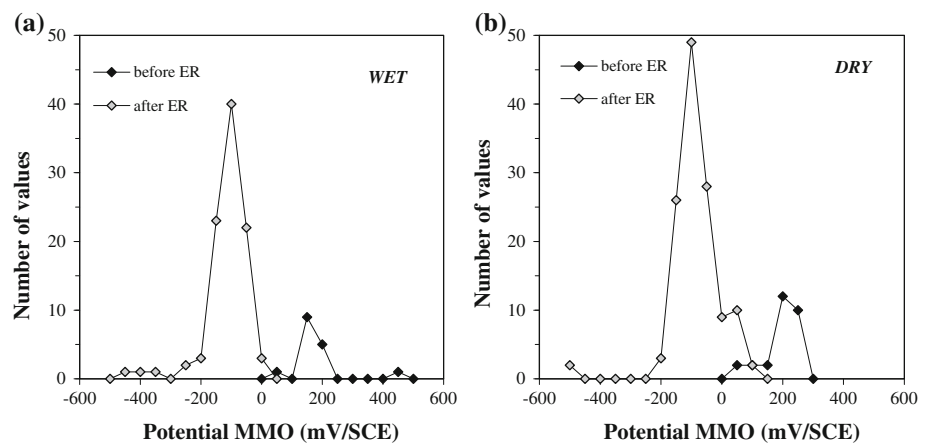 (a)
50
40
30
20
10
0
Number of values
before ER
after ER
WET
-600
-400
-200
0
200
400
600
Potential MMO (mV/SCE)
(b)
50
40
30
20
10
0
Number of values
before ER
after ER
DRY
-600
-400
-200
0
200
400
600
Potential MMO (mV/SCE)